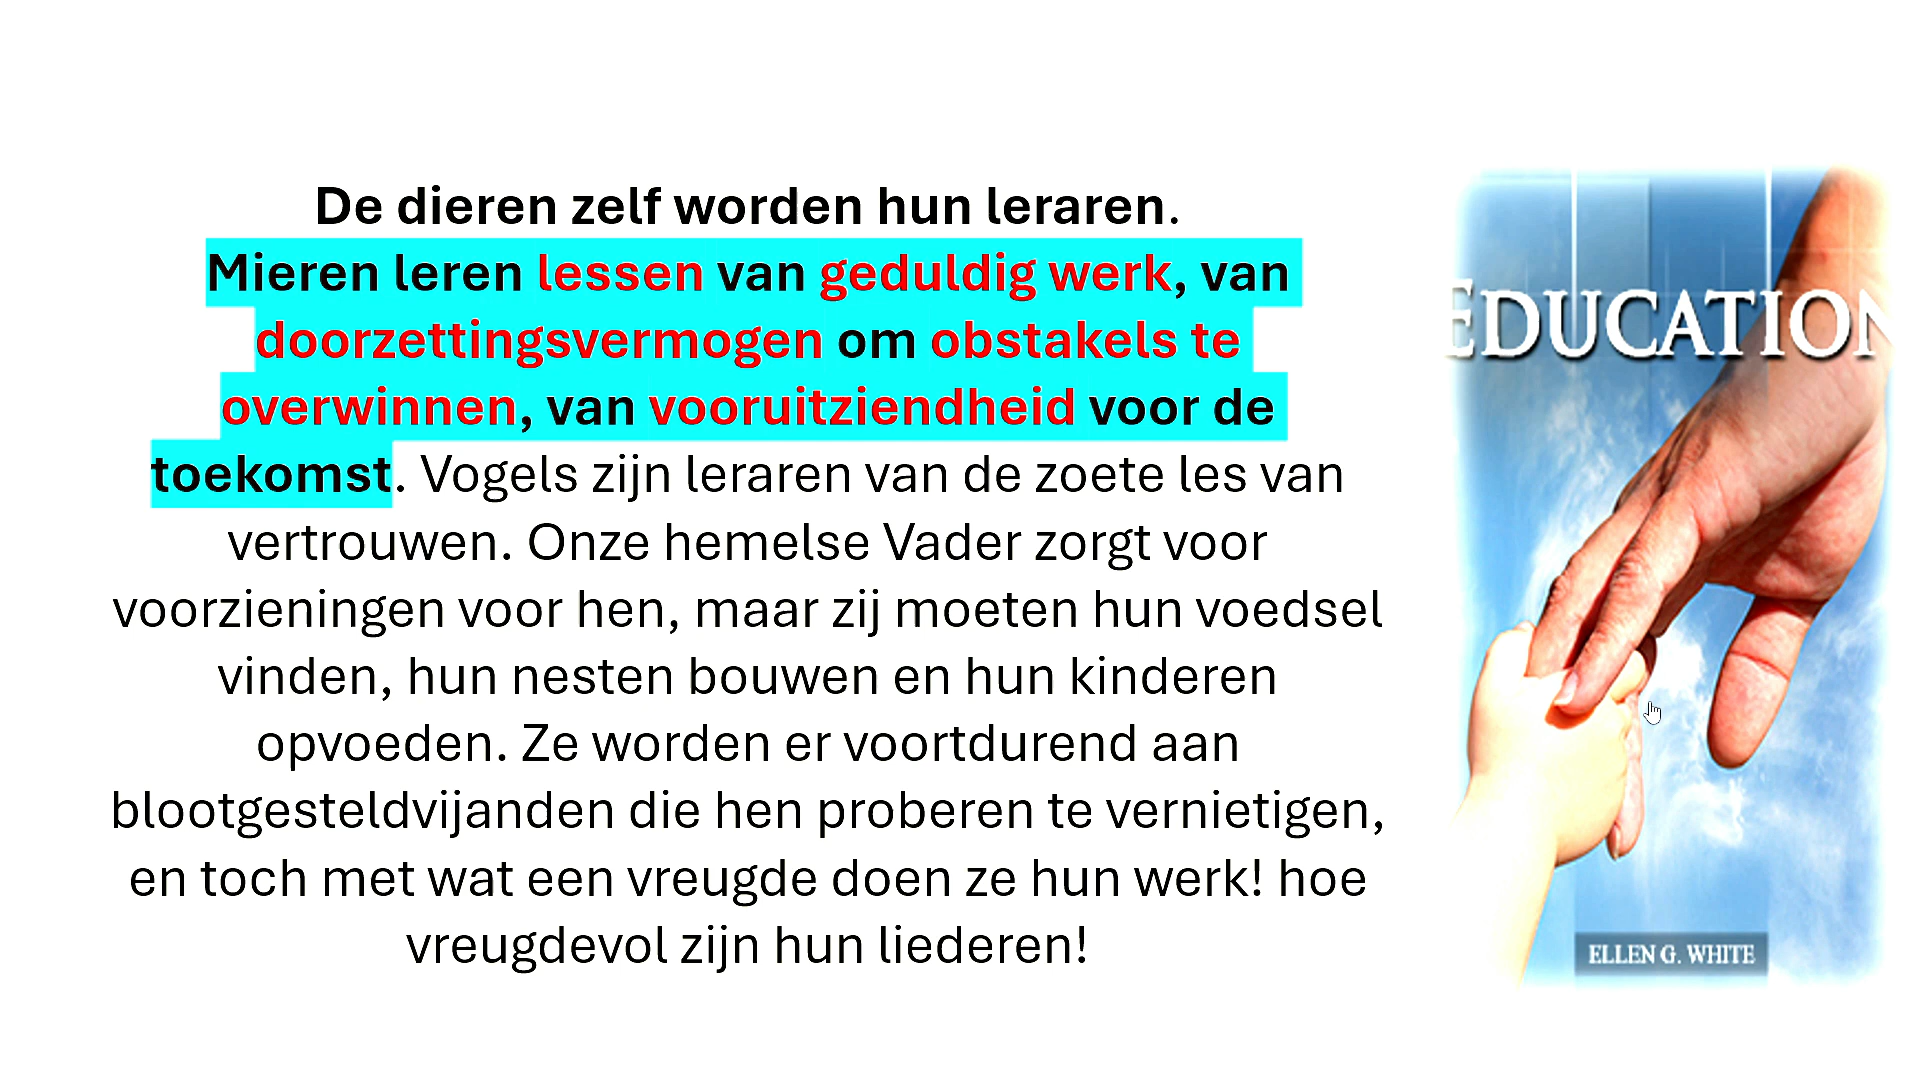 De dieren zelf worden hun leraren.
Mieren leren lessen van geduldig werk, van
doorzettingsvermogen om obstakels te
overwinnen, van vooruitziendheid voor de
toekomst. Vogels zijn leraren van de zoete les van
vertrouwen. Onze hemelse Vader zorgt voor
voorzieningen voor hen, maar zij moeten hun voedsel
vinden, hun nesten bouwen en hun kinderen
opvoeden. Ze worden er voortdurend aan
blootgesteldvijanden die hen proberen te vernietigen,
en toch met wat een vreugde doen ze hun werk! hoe
vreugdevol zijn hun liederen!
EDUCATION
ELLEN G. WHITE